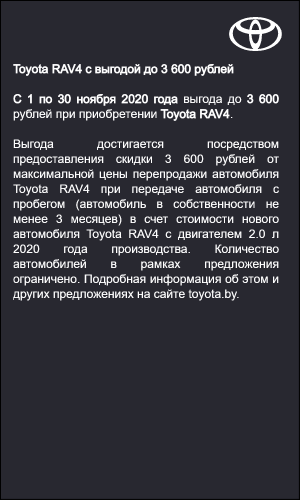 Toyota RAV4 с выгодой до 3 600 рублей
С 1 по 30 ноября 2020 года выгода до 3 600
рублей при приобретении Toyota RAV4.
Выгода достигается посредством
предоставления скидки 3 600 рублей от
максимальной цены перепродажи автомобиля
Toyota RAV4 при передаче автомобиля с
пробегом (автомобиль в собственности не
менее 3 месяцев) в счет стоимости нового
автомобиля Toyota RAV4 с двигателем 2.0 л
2020 года производства. Количество
автомобилей в рамках предложения
ограничено. Подробная информация об этом и
других предложениях на сайте toyota.by.